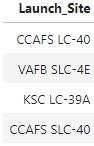 Launch_Site
CCAFS LC-40
VAFB SLC-4E
KSC LC-39A
CCAFS SLC-40